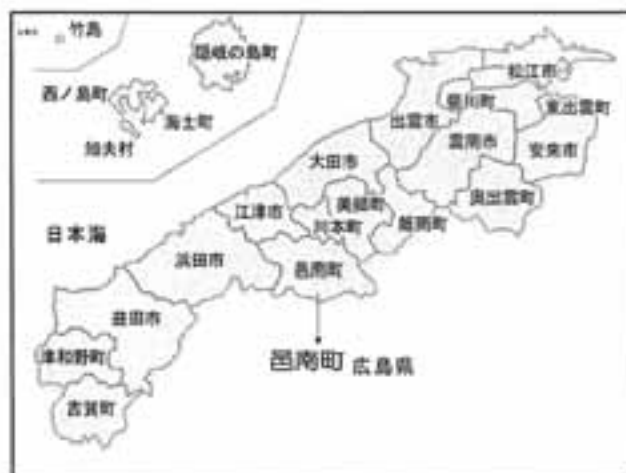 竹島
隠岐の島町
西ノ島町
海士町
知夫村
松江市
斐川町
東出雲町
出雲市
雲南市
安来市
大田市
奥出雲町
美郷町
江津市
川本町
飯南町
日本海
浜田市
邑南町
益田市
邑南町 広島県
津和野町
吉賀町